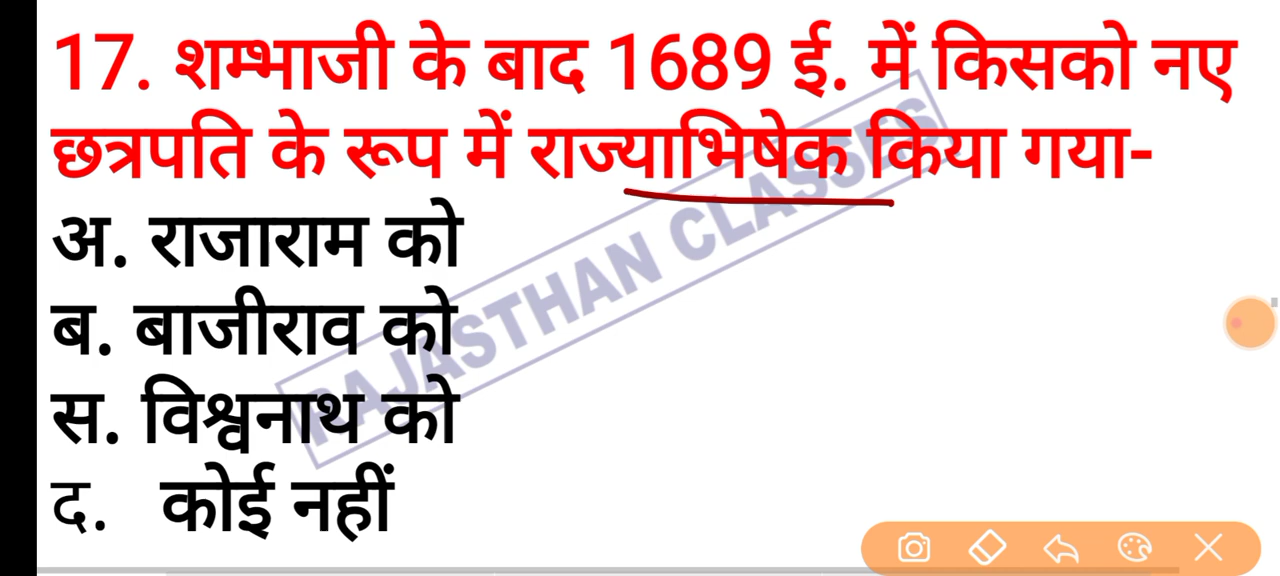 17. शम्भाजी के बाद 1689 ई. में किसको नए
छत्रपति के रूप में राज्याभिषेक किया गया-
अ. राजाराम को
ब. बाजीराव को
स. विश्वनाथ को
द. कोई नहीं
RAJASTHAN CLASSES